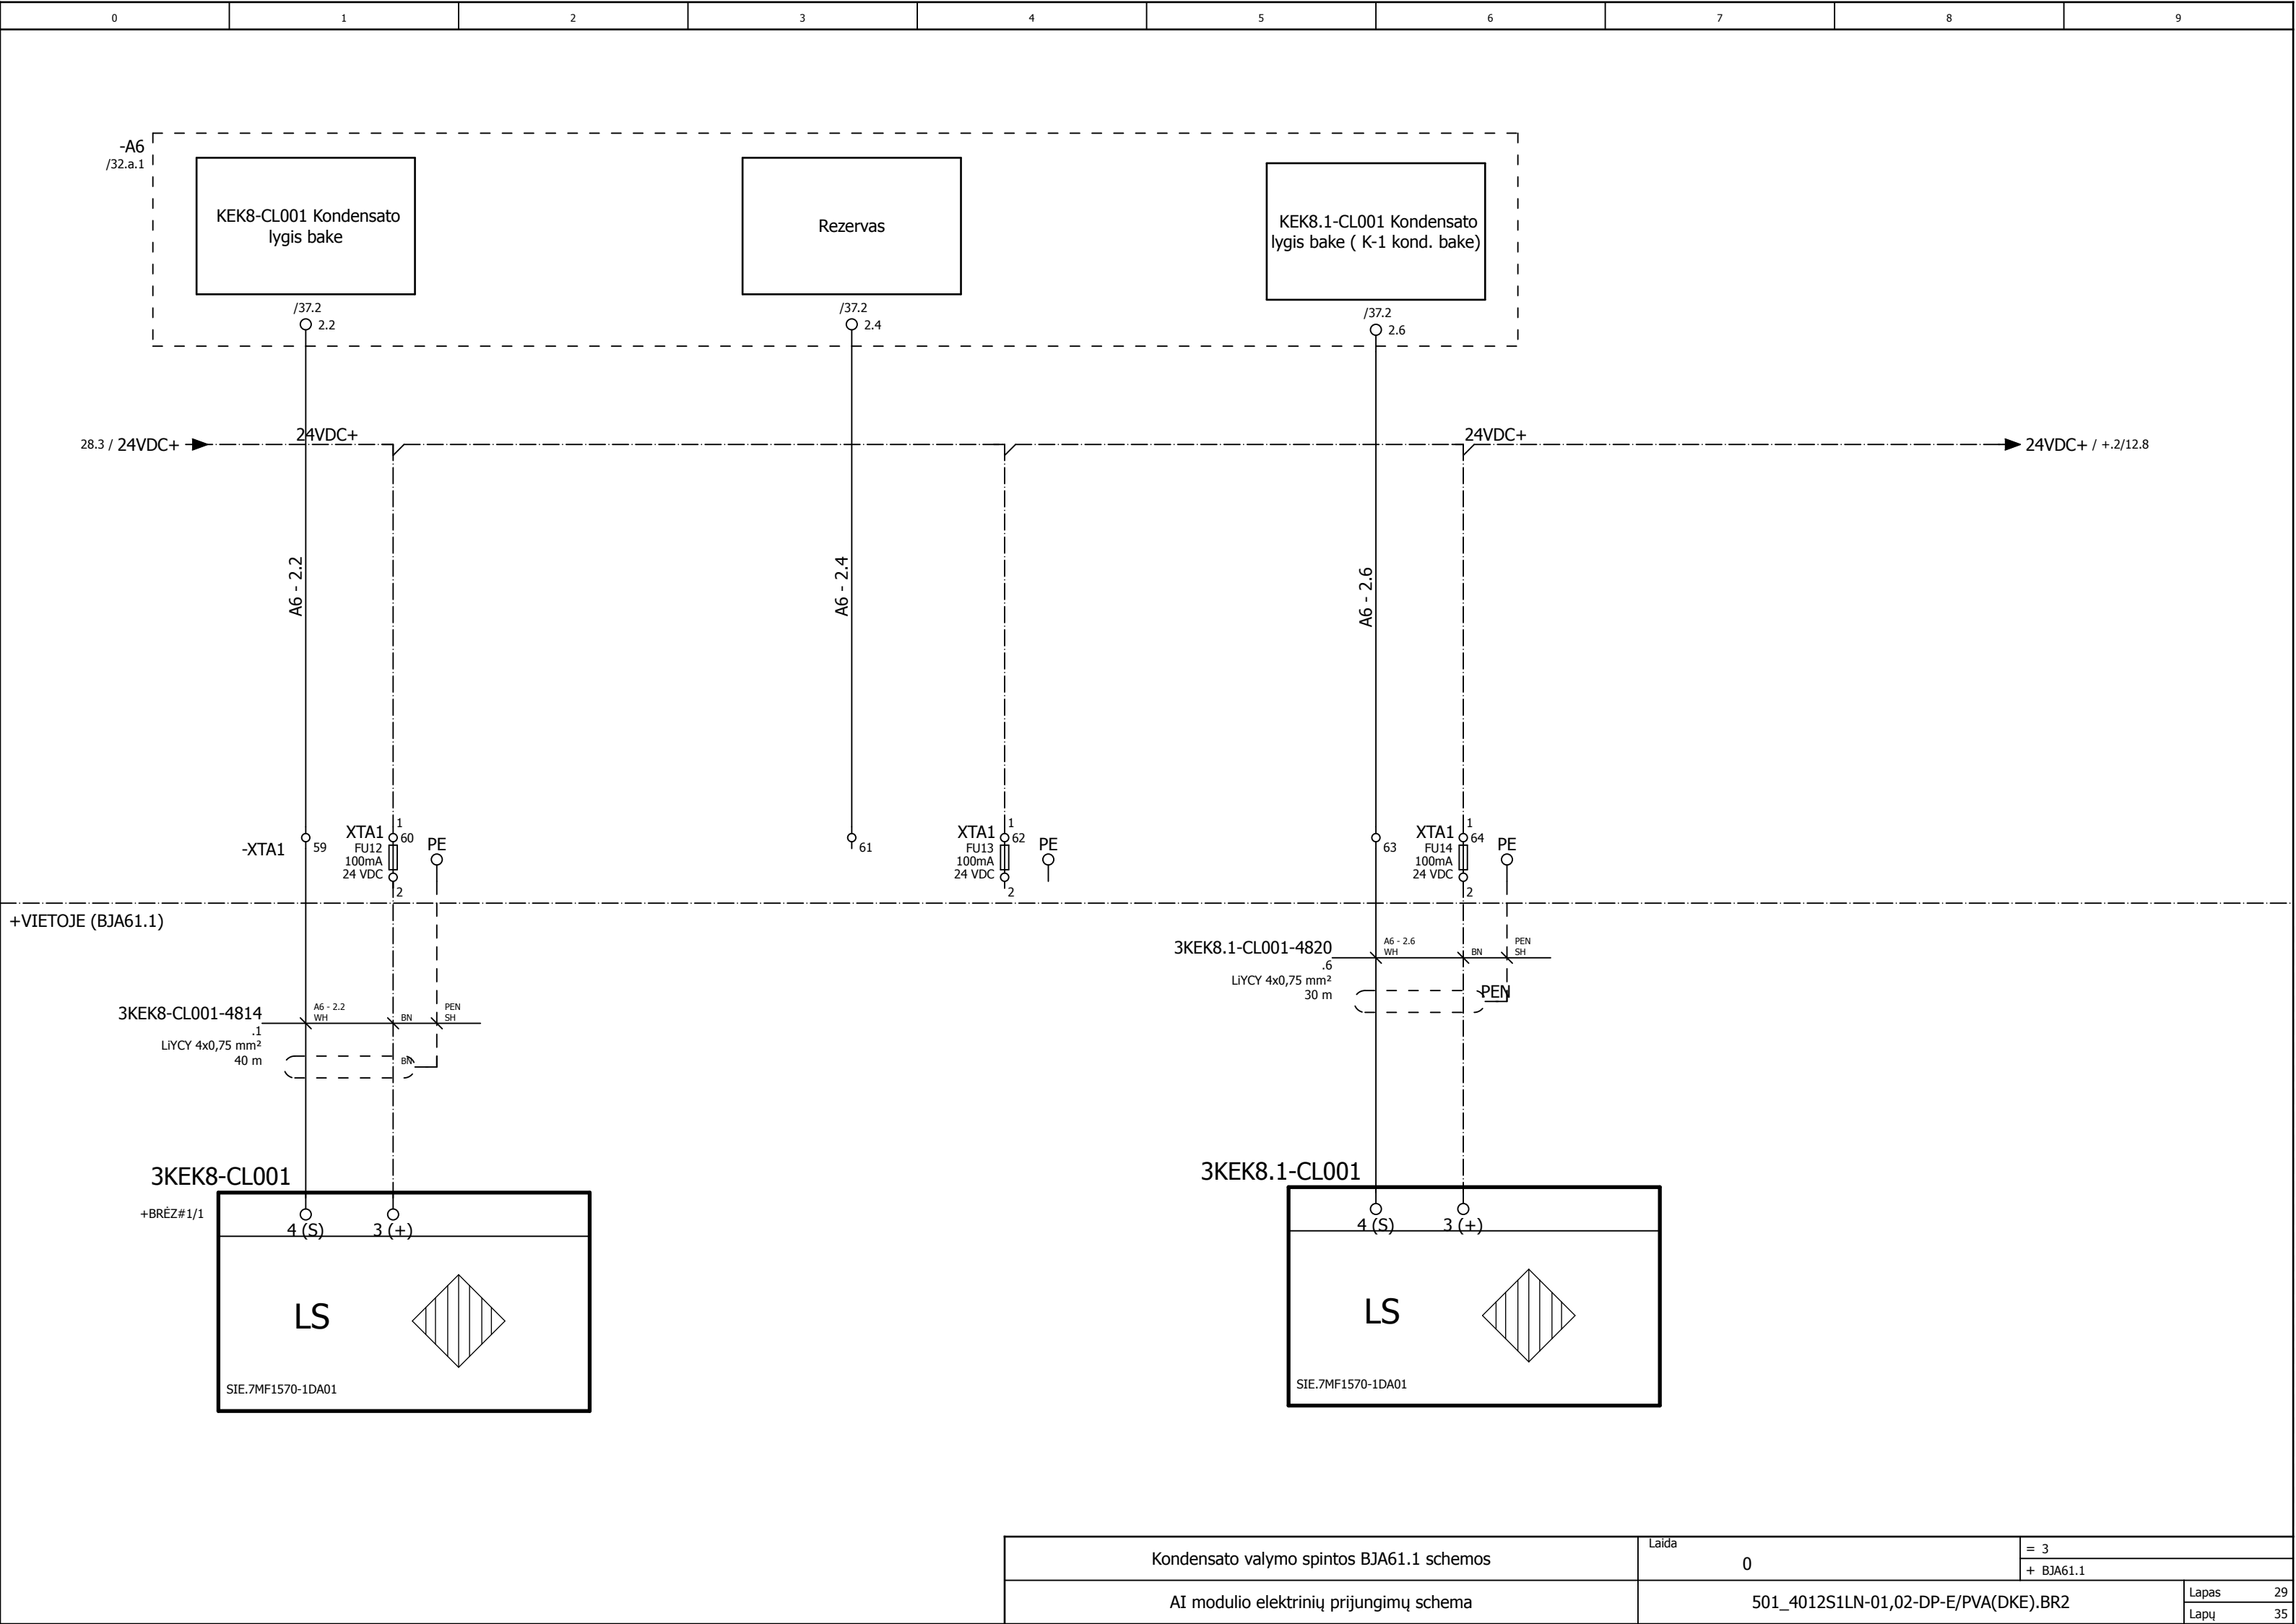 0 1 2 3 4 5 6 7 8 9
-A6
/32.a.1
KEK8-CL001 Kondensato
lygis bake
Rezervas
KEK8.1-CL001 Kondensato
lygis bake ( K-1 kond. bake)
/37.2
2.2
/37.2
2.4
/37.2
2.6
28.3 / 24VDC+
24VDC+
24VDC+
24VDC+ / +.2/12.8
A6 - 2.2
A6 - 2.4
A6 - 2.6
-XTA1
59
XTA1
FU12
100mA
24 VDC
1
60
2
PE
61
XTA1
FU13
100mA
24 VDC
1
62
2
PE
63
XTA1
FU14
100mA
24 VDC
1
64
2
PE
+VIETOJE (BJA61.1)
3KEK8-CL001-4814
.1
LiYCY 4x0,75 mm²
40 m
A6 - 2.2
WH
BN
PEN
SH
BN
3KEK8.1-CL001-4820
.6
LiYCY 4x0,75 mm²
30 m
A6 - 2.6
WH
BN
PEN
SH
PEN
3KEK8-CL001
+BRĖZ#1/1
4 (S)
3 (+)
LS
SIE.7MF1570-1DA01
3KEK8.1-CL001
4 (S)
3 (+)
LS
SIE.7MF1570-1DA01
Kondensato valymo spintos BJA61.1 schemos
Laida
0
= 3
+ BJA61.1
AI modulio elektrinių prijungimų schema
501_4012S1LN-01,02-DP-E/PVA(DKE).BR2
Lapas 29
Lapų 35